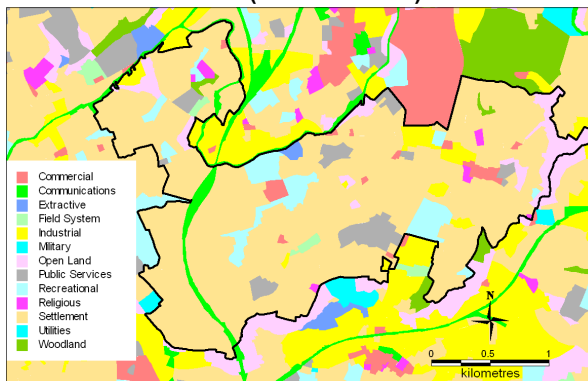 Commercial
Communications
Extractive
Field System
Industrial
Military
Open Land
Public Services
Recreational
Religious
Settlement
Utilities
Woodland
N
0 0.5 1
kilometres